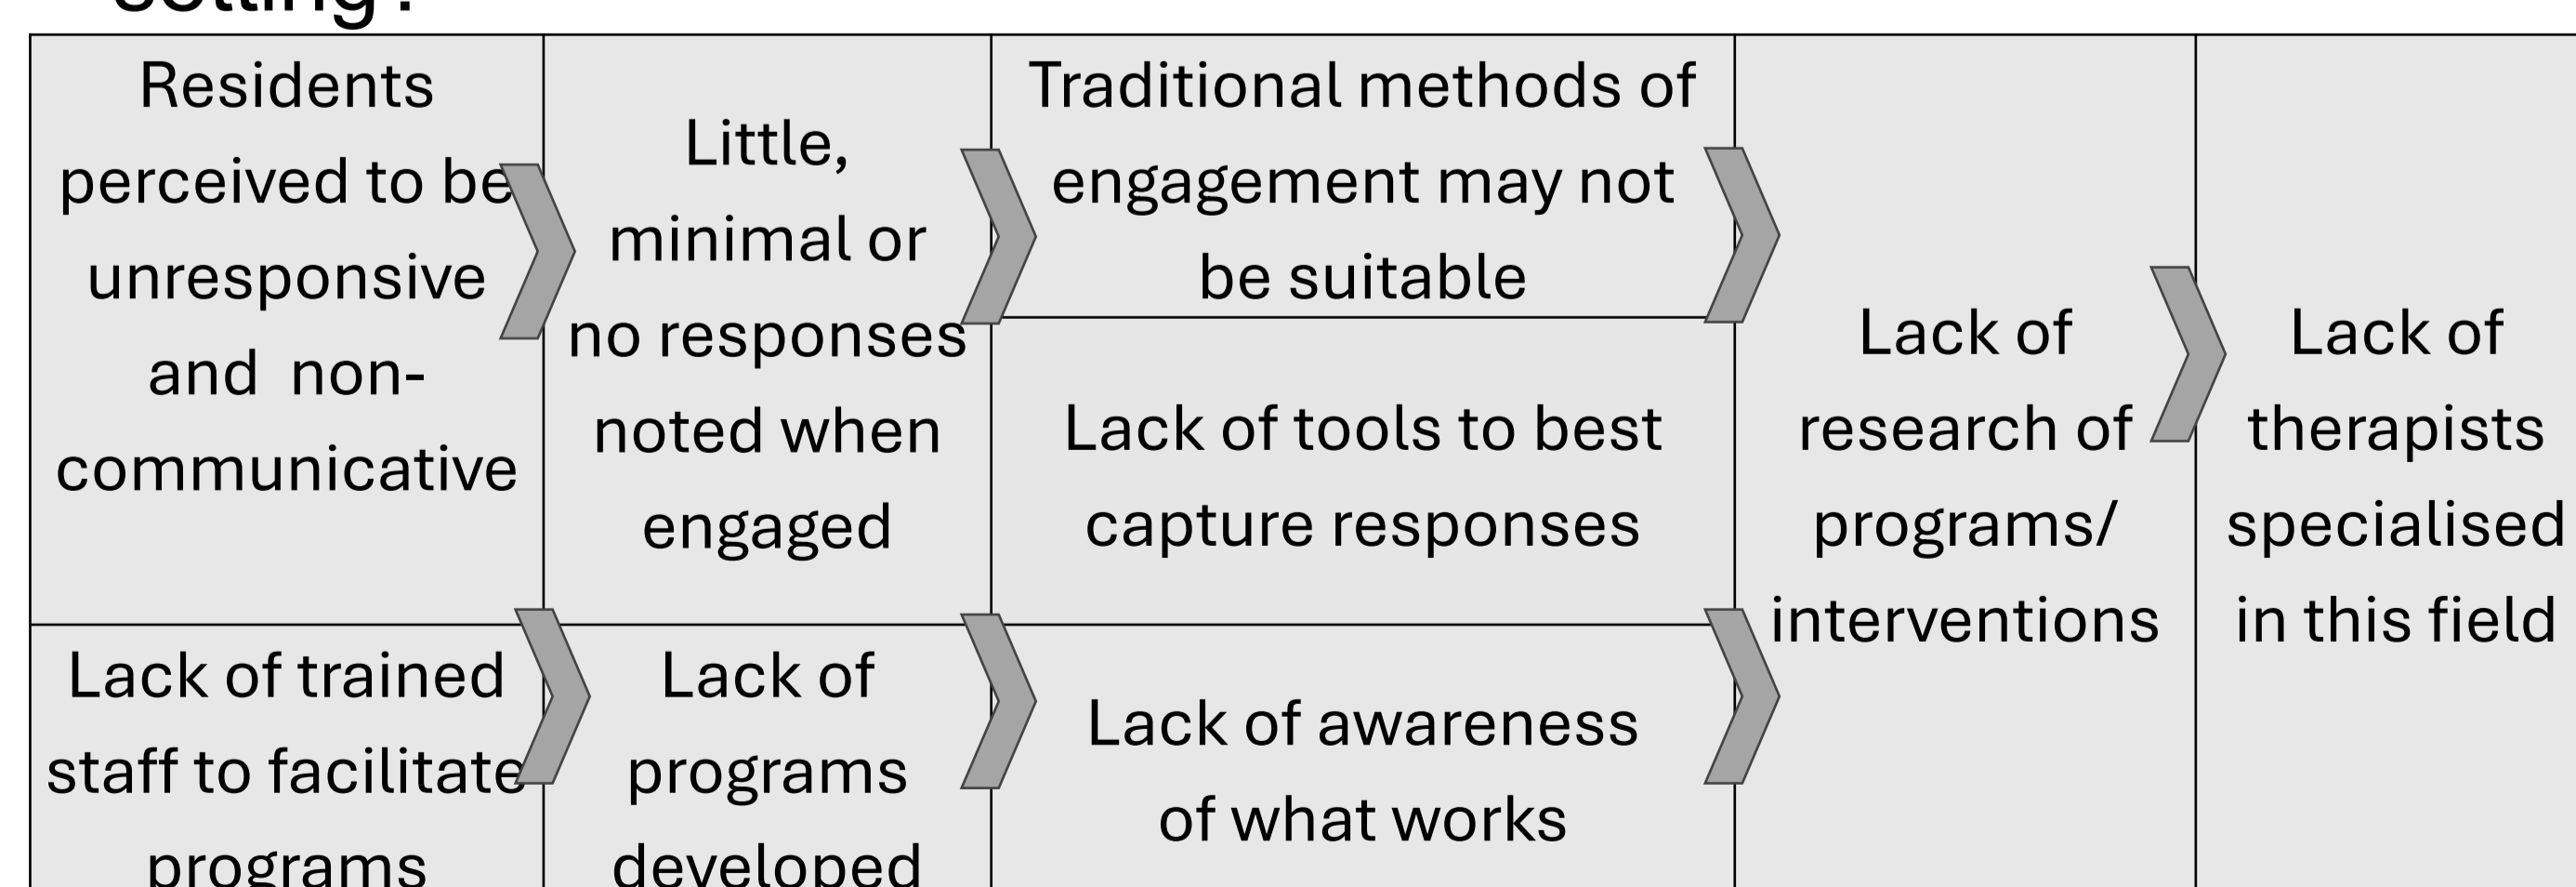 setting?
Residents
perceived to be
unresponsive
and non-
communicative
Little,
minimal or
no responses
noted when
engaged
Traditional methods of
engagement may not
be suitable
Lack of tools to best
capture responses
Lack of
research of
programs/
interventions
Lack of
therapists
specialised
in this field
Lack of trained
staff to facilitate
programs
Lack of
programs
developed
Lack of awareness
of what works